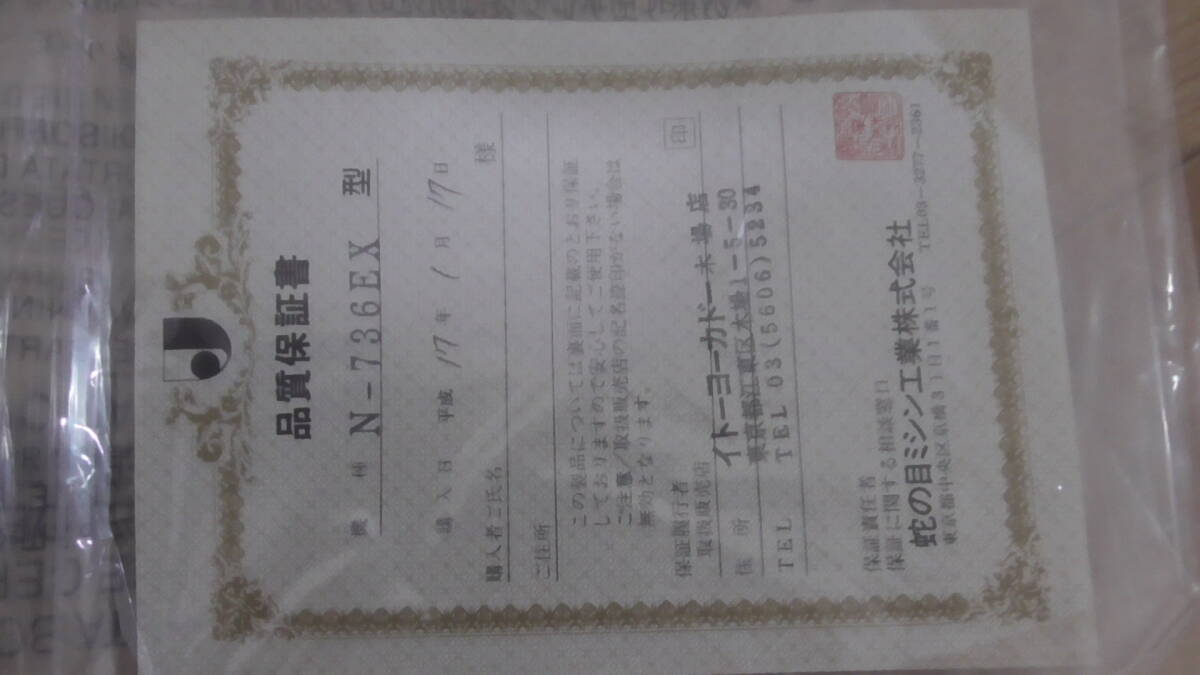 品質保証書
機種 N-736EX 型
購入日 平成 17年 1月 17日
購入者ご氏名 様
ご住所
この製品については裏面に記載のとおり保証
しておりますので安心してご使用下さい。
ご注意/取扱販売店の記名捺印がない場合は
無効となります。
保証履行者
取扱販売店 イトーヨーカドー木場店 印
住所 東京都江東区木場1-5-30
TEL TEL 03(5606)5234
保証責任者
保証に関する相談窓口
蛇の目ミシン工業株式会社
東京都中央区京橋3丁目1番1号 TEL03-3277-2361